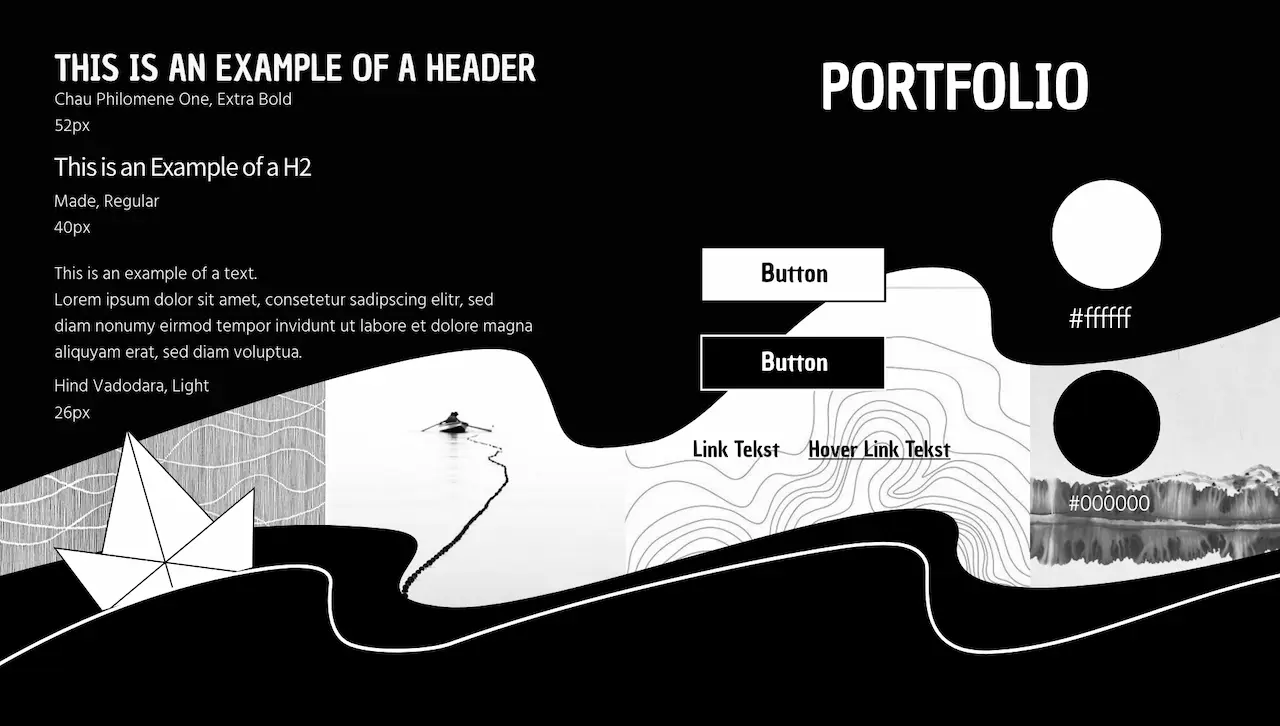 THIS IS AN EXAMPLE OF A HEADER
Chau Philomene One, Extra Bold
52px
This is an Example of a H2
Made, Regular
40px
This is an example of a text.
Lorem ipsum dolor sit amet, consetetur sadipscing elitr, sed
diam nonumy eirmod tempor invidunt ut labore et dolore magna
aliquyam erat, sed diam voluptua.
Hind Vadodara, Light
26px
PORTFOLIO
Button
Button
Link Tekst
Hover Link Tekst
#ffffff
#000000